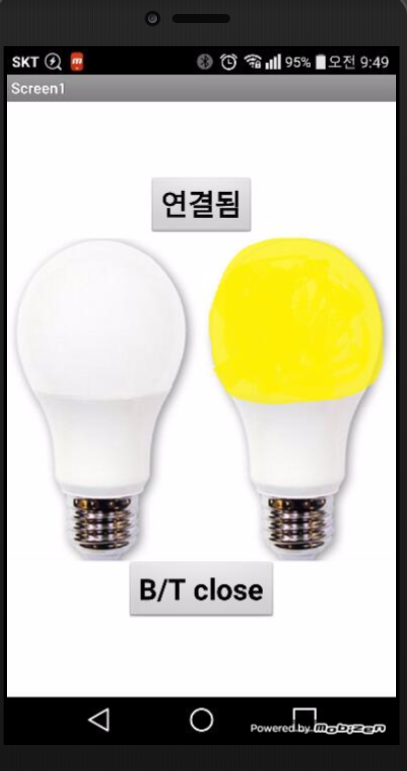 SKT 95% 오전 9:49
Screen1
연결됨
B/T close
Powered by mobizen